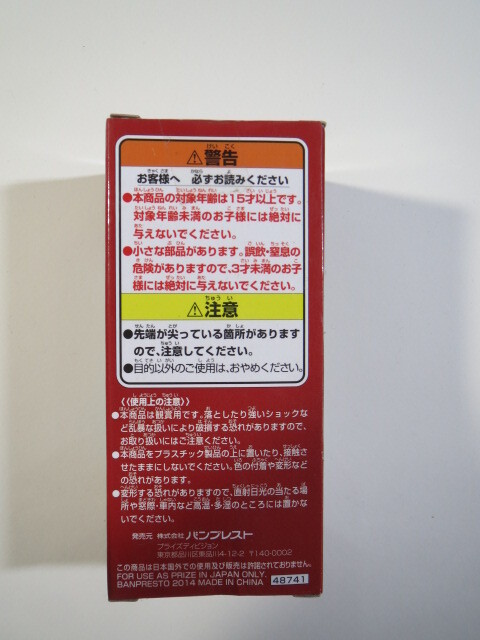 ⚠警告
お客様へ 必ずお読みください
●本商品の対象年齢は15才以上です。
対象年齢未満のお子様には絶対に
与えないでください。
●小さな部品があります。誤飲・窒息の
危険がありますので、3才未満のお子
様には絶対に与えないでください。
⚠注意
●先端が尖っている箇所があります
ので、注意してください。
●目的以外のご使用は、おやめください。
《使用上の注意》
●本商品は観賞用です。落としたり強いショックな
ど乱暴な扱いにより破損する恐れがありますので、
お取り扱いにはご注意ください。
●本商品をプラスチック製品の上に置いたり、接触さ
せたままにしないでください。色の付着や変形など
の恐れがあります。
●変形する恐れがありますので、直射日光の当たる場
所や窓際・車内など高温・多湿のところには置かな
いでください。
発売元 株式会社 バンプレスト
プライズディビジョン
東京都品川区東品川4-12-2 〒140-0002
この商品は日本国外での使用及び販売は許諾されておりません。
FOR USE AS PRIZE IN JAPAN ONLY.
BANPRESTO 2014 MADE IN CHINA
48741